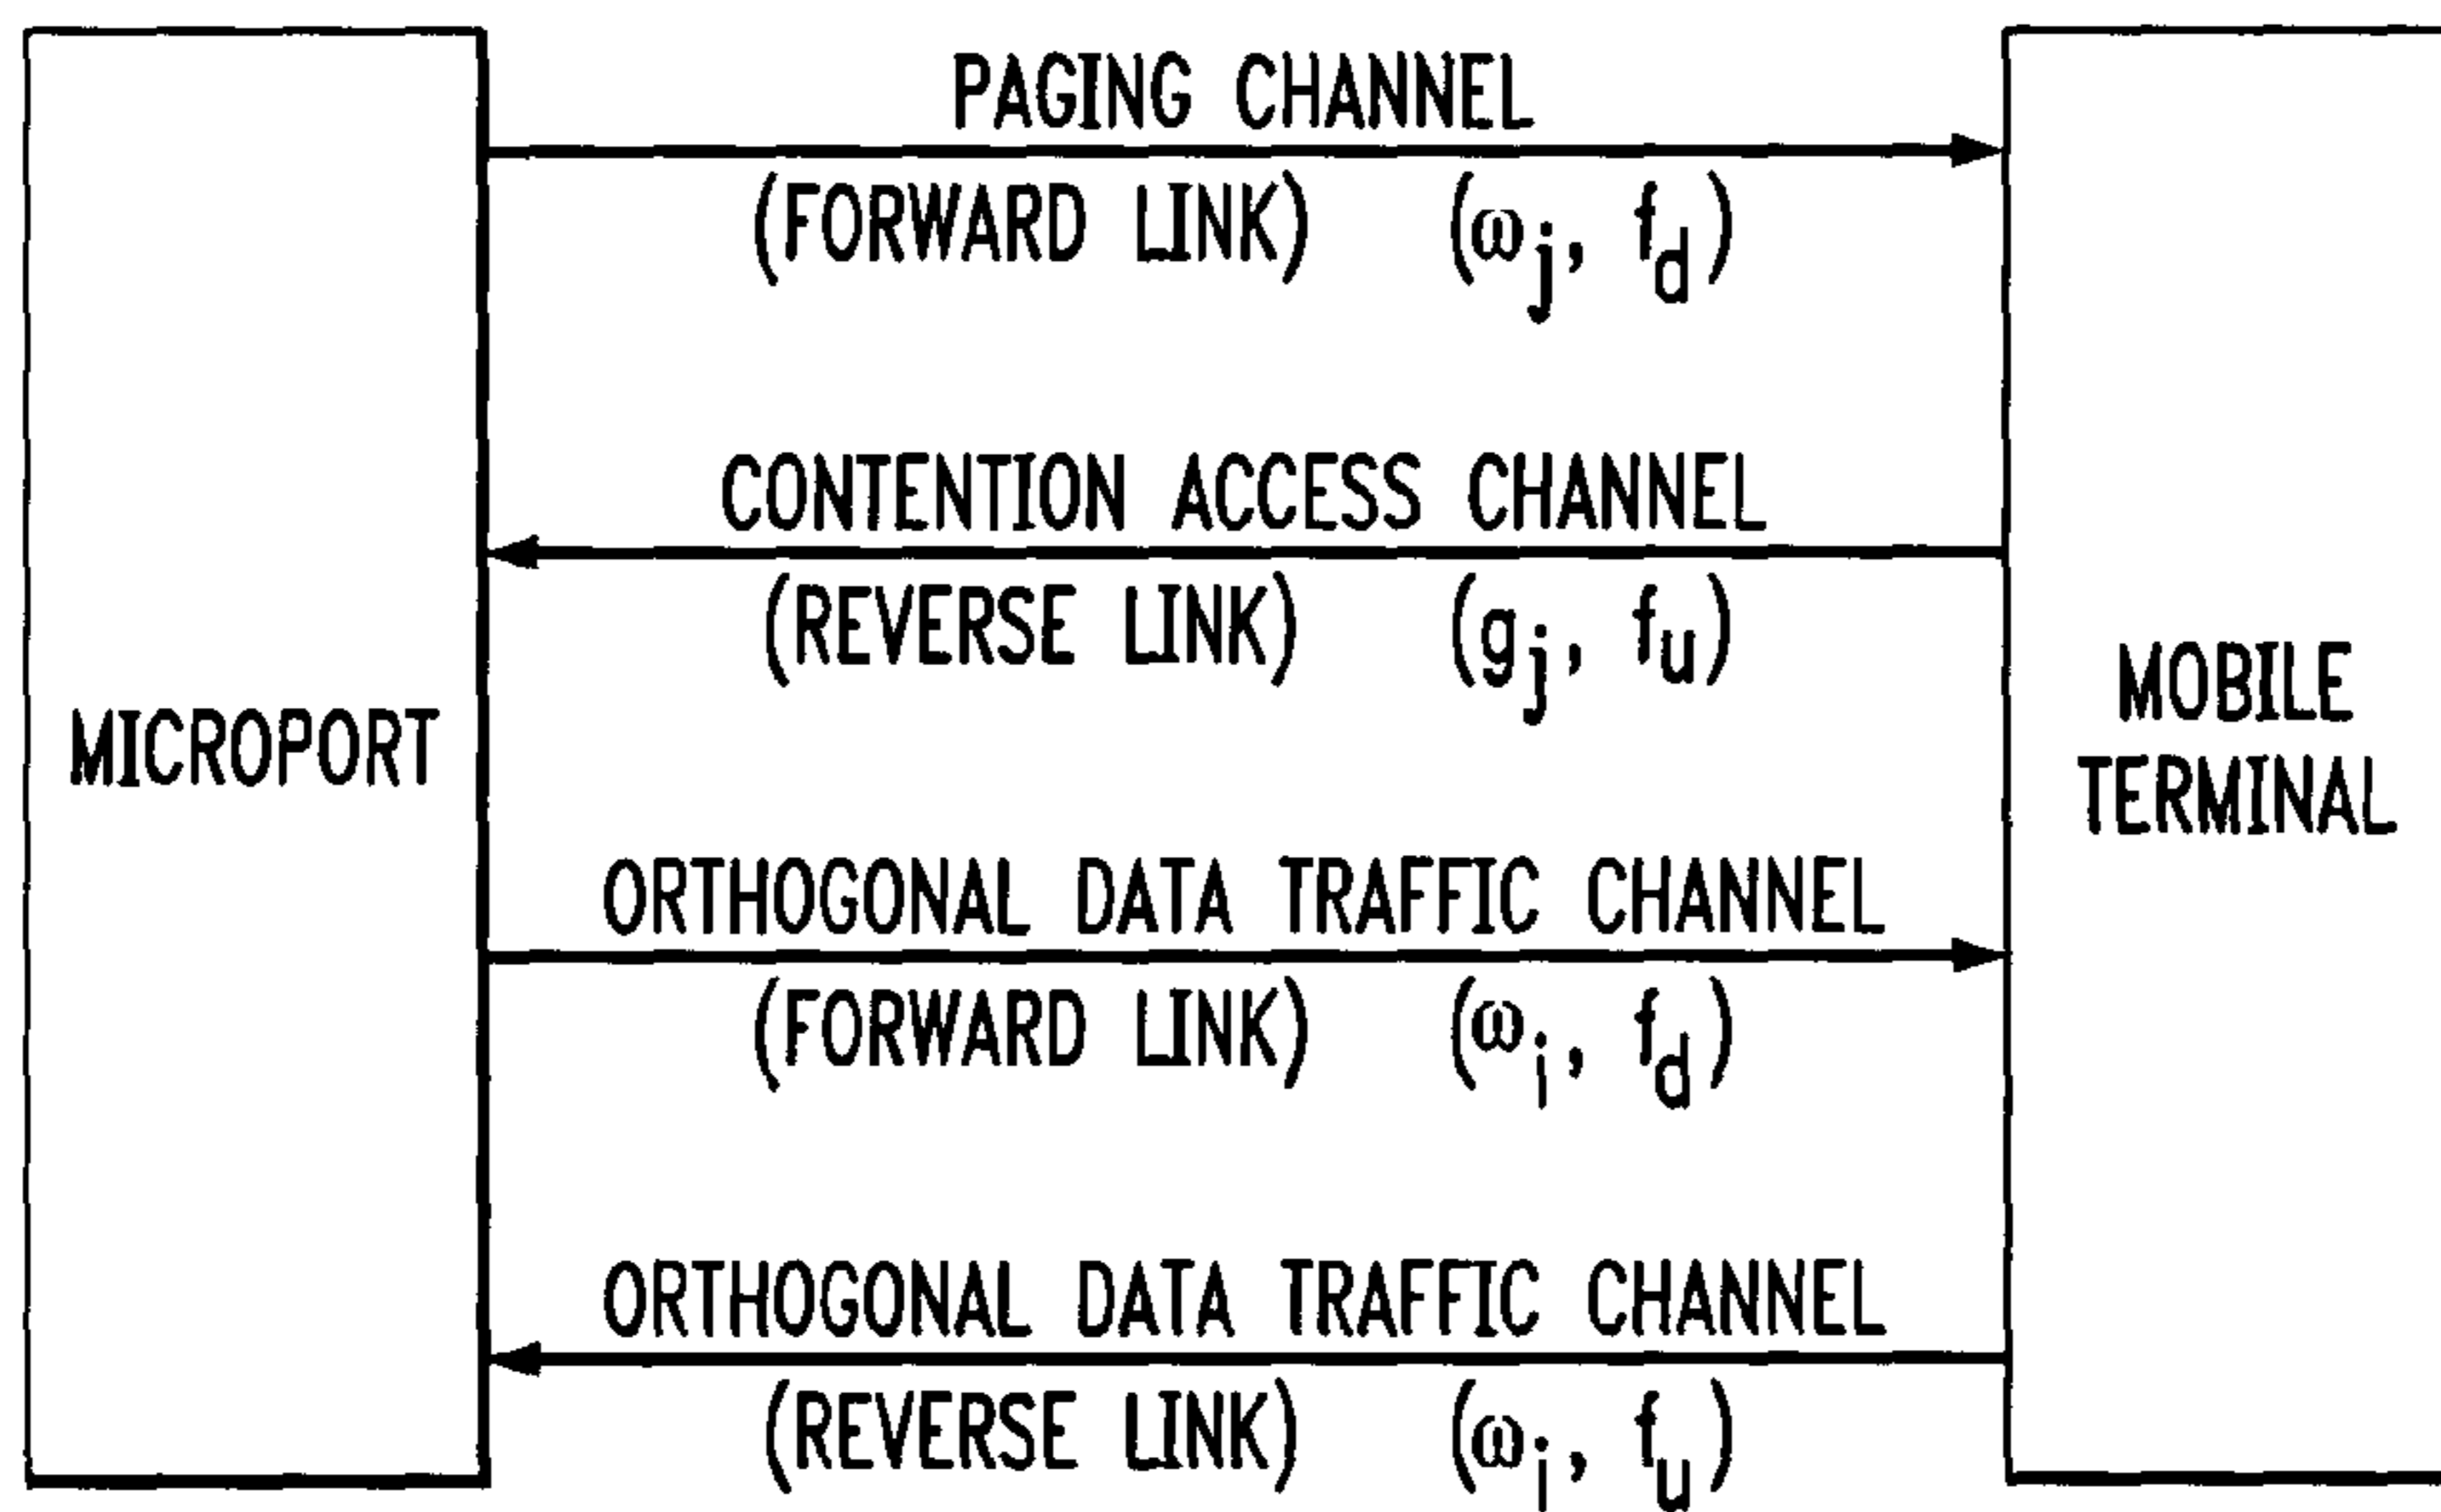 PAGING CHANNEL
(FORWARD LINK) (ωj, fd)
CONTENTION ACCESS CHANNEL
(REVERSE LINK) (gj, fu)
MICROPORT
MOBILE
TERMINAL
ORTHOGONAL DATA TRAFFIC CHANNEL
(FORWARD LINK) (ωi, fd)
ORTHOGONAL DATA TRAFFIC CHANNEL
(REVERSE LINK) (ωi, fu)